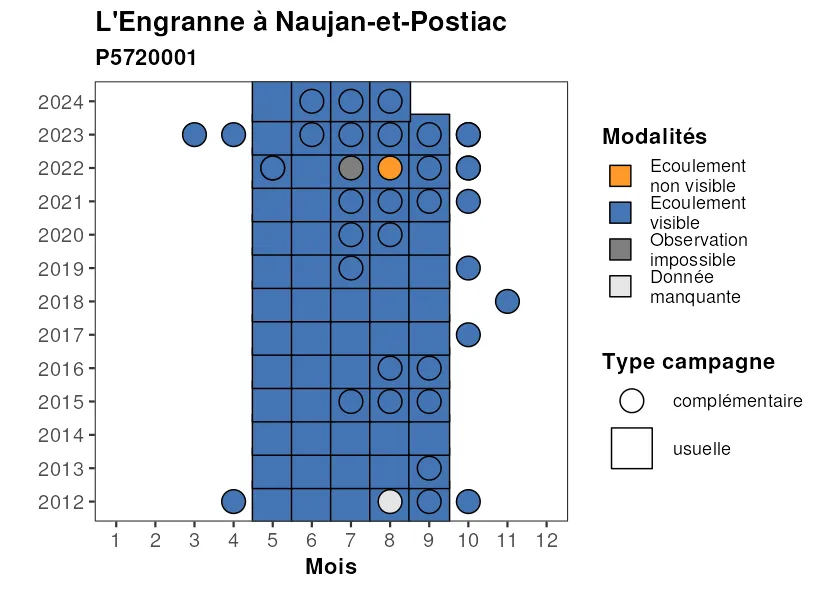 L'Engranne à Naujan-et-Postiac
P5720001
2024
2023
2022
2021
2020
2019
2018
2017
2016
2015
2014
2013
2012
1 2 3 4 5 6 7 8 9 10 11 12
Mois
Modalités
Ecoulement
non visible
Ecoulement
visible
Observation
impossible
Donnée
manquante
Type campagne
complémentaire
usuelle